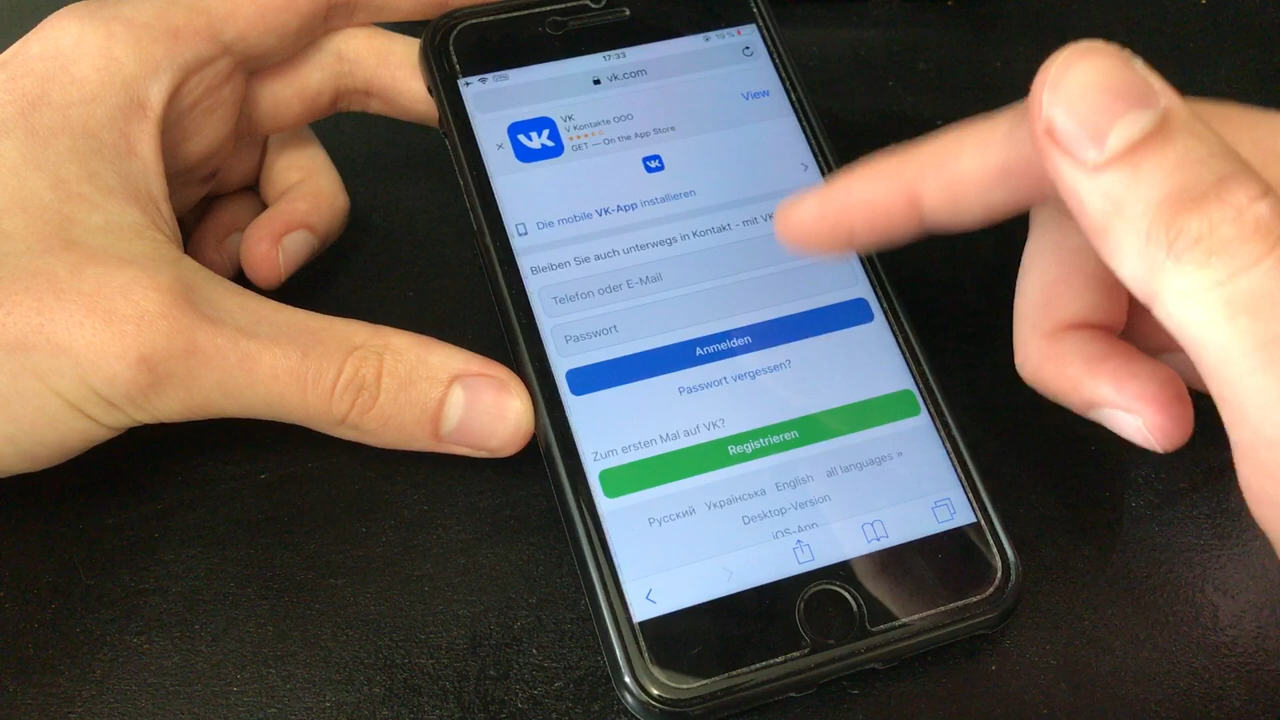 17:33
19 %
VPN
vk.com
VK
V Kontakte OOO
GET — On the App Store
View
Die mobile VK-App installieren
Bleiben Sie auch unterwegs in Kontakt - mit VK
Telefon oder E-Mail
Passwort
Anmelden
Passwort vergessen?
Zum ersten Mal auf VK?
Registrieren
Русский Українська English all languages »
Desktop-Version
iOS-App